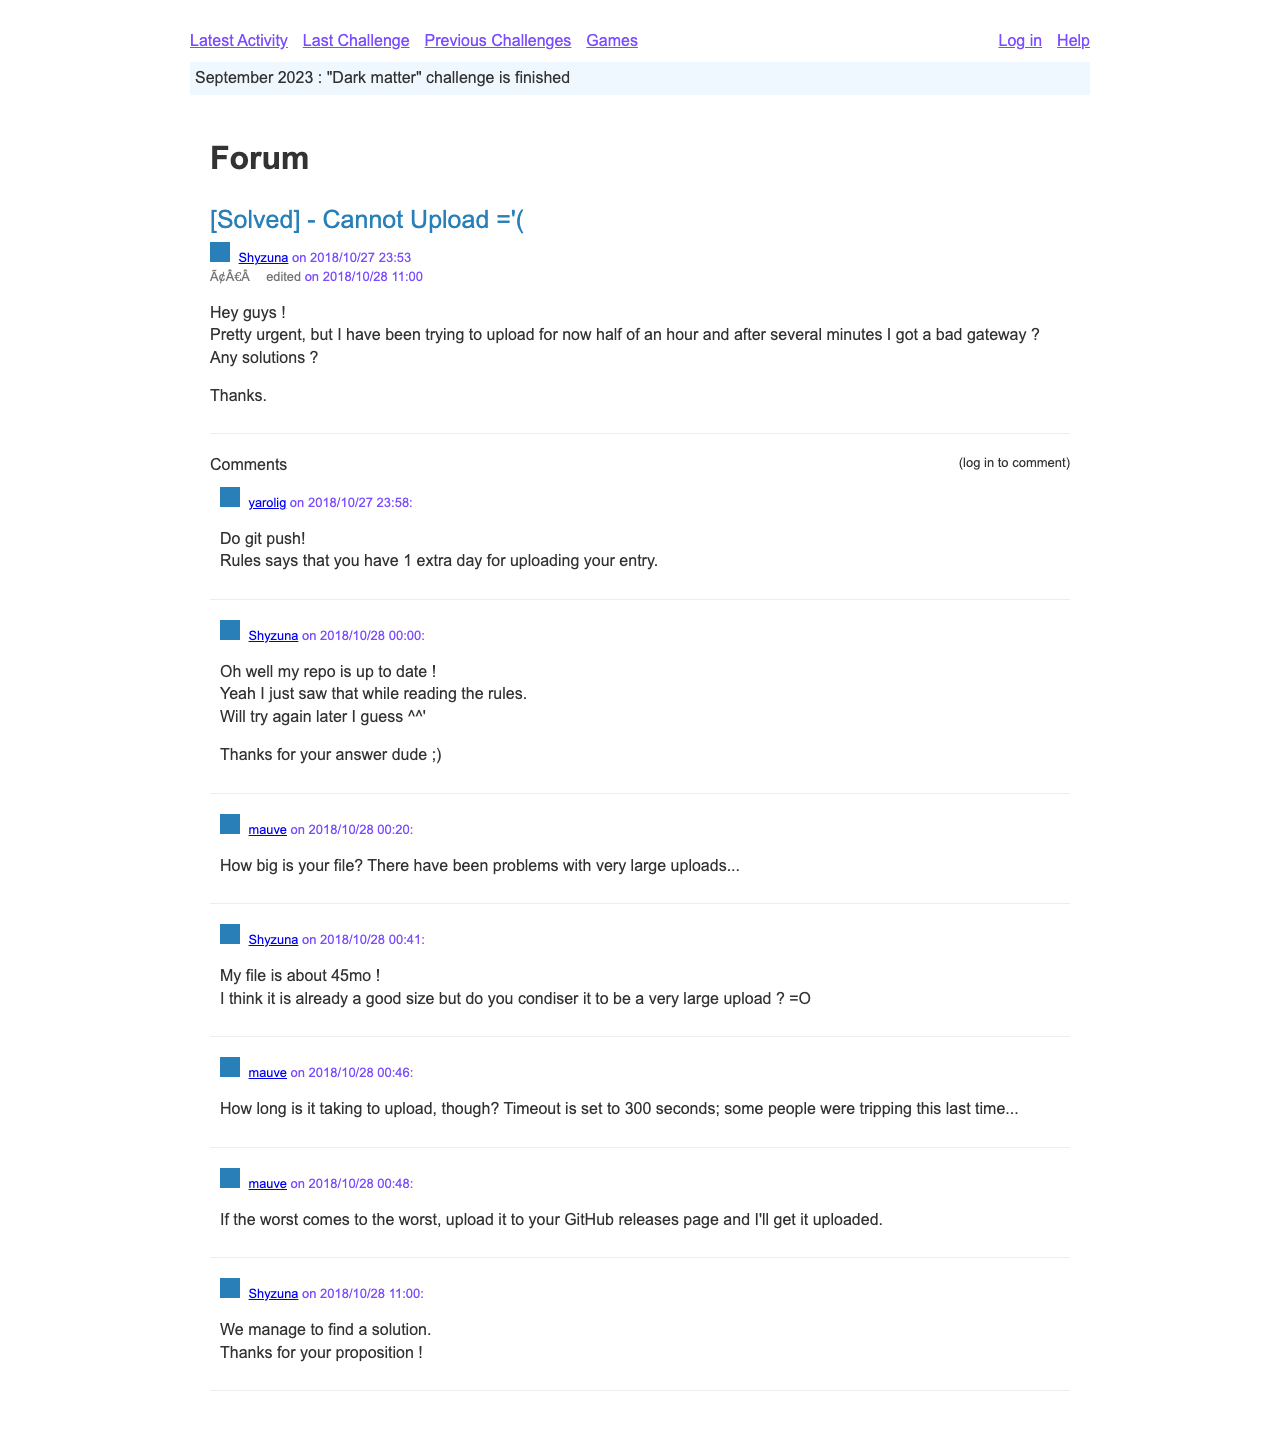 Latest Activity Last Challenge Previous Challenges Games Log in Help
September 2023 : "Dark matter" challenge is finished
Forum
[Solved] - Cannot Upload ='(
Shyzuna on 2018/10/27 23:53
Ã¢Â€Â edited on 2018/10/28 11:00
Hey guys !
Pretty urgent, but I have been trying to upload for now half of an hour and after several minutes I got a bad gateway ?
Any solutions ?
Thanks.
Comments (log in to comment)
yarolig on 2018/10/27 23:58:
Do git push!
Rules says that you have 1 extra day for uploading your entry.
Shyzuna on 2018/10/28 00:00:
Oh well my repo is up to date !
Yeah I just saw that while reading the rules.
Will try again later I guess ^^'
Thanks for your answer dude ;)
mauve on 2018/10/28 00:20:
How big is your file? There have been problems with very large uploads...
Shyzuna on 2018/10/28 00:41:
My file is about 45mo !
I think it is already a good size but do you condiser it to be a very large upload ? =O
mauve on 2018/10/28 00:46:
How long is it taking to upload, though? Timeout is set to 300 seconds; some people were tripping this last time...
mauve on 2018/10/28 00:48:
If the worst comes to the worst, upload it to your GitHub releases page and I'll get it uploaded.
Shyzuna on 2018/10/28 11:00:
We manage to find a solution.
Thanks for your proposition !